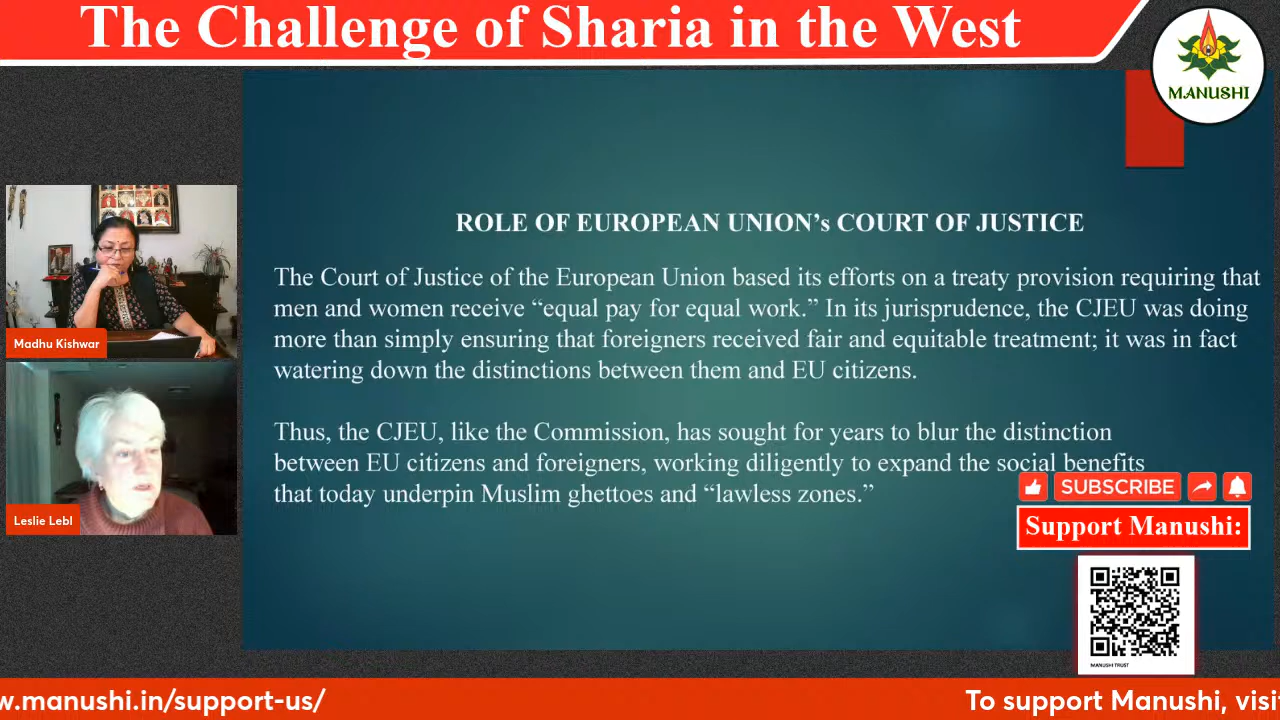 The Challenge of Sharia in the West
MANUSHI
ROLE OF EUROPEAN UNION’s COURT OF JUSTICE
The Court of Justice of the European Union based its efforts on a treaty provision requiring that
men and women receive “equal pay for equal work.” In its jurisprudence, the CJEU was doing
more than simply ensuring that foreigners received fair and equitable treatment; it was in fact
watering down the distinctions between them and EU citizens.
Thus, the CJEU, like the Commission, has sought for years to blur the distinction
between EU citizens and foreigners, working diligently to expand the social benefits
that today underpin Muslim ghettoes and “lawless zones.”
Madhu Kishwar
Leslie Lebl
SUBSCRIBE
Support Manushi:
MANUSHI TRUST
w.manushi.in/support-us/
To support Manushi, visi